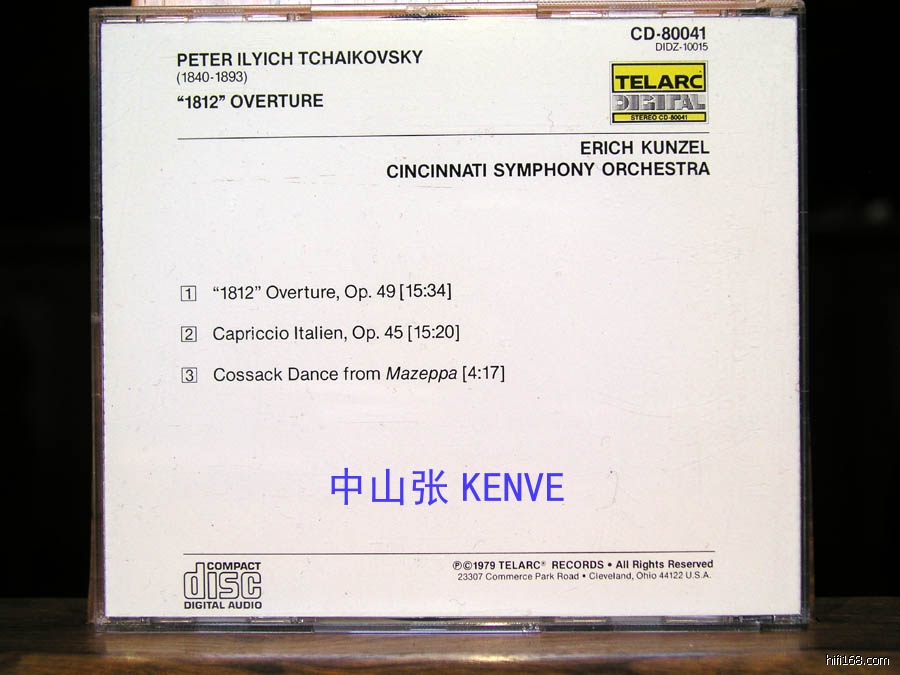 PETER ILYICH TCHAIKOVSKY
(1840-1893)
"1812" OVERTURE
CD-80041
DIDZ-10015
TELARC
DIGITAL
STEREO CD-80041
ERICH KUNZEL
CINCINNATI SYMPHONY ORCHESTRA
1 "1812" Overture, Op. 49 [15:34]
2 Capriccio Italien, Op. 45 [15:20]
3 Cossack Dance from Mazeppa [4:17]
中山张 KENVE
COMPACT
disc
DIGITAL AUDIO
℗©1979 TELARC® RECORDS • All Rights Reserved
23307 Commerce Park Road • Cleveland, Ohio 44122 U.S.A.
hifi168.com